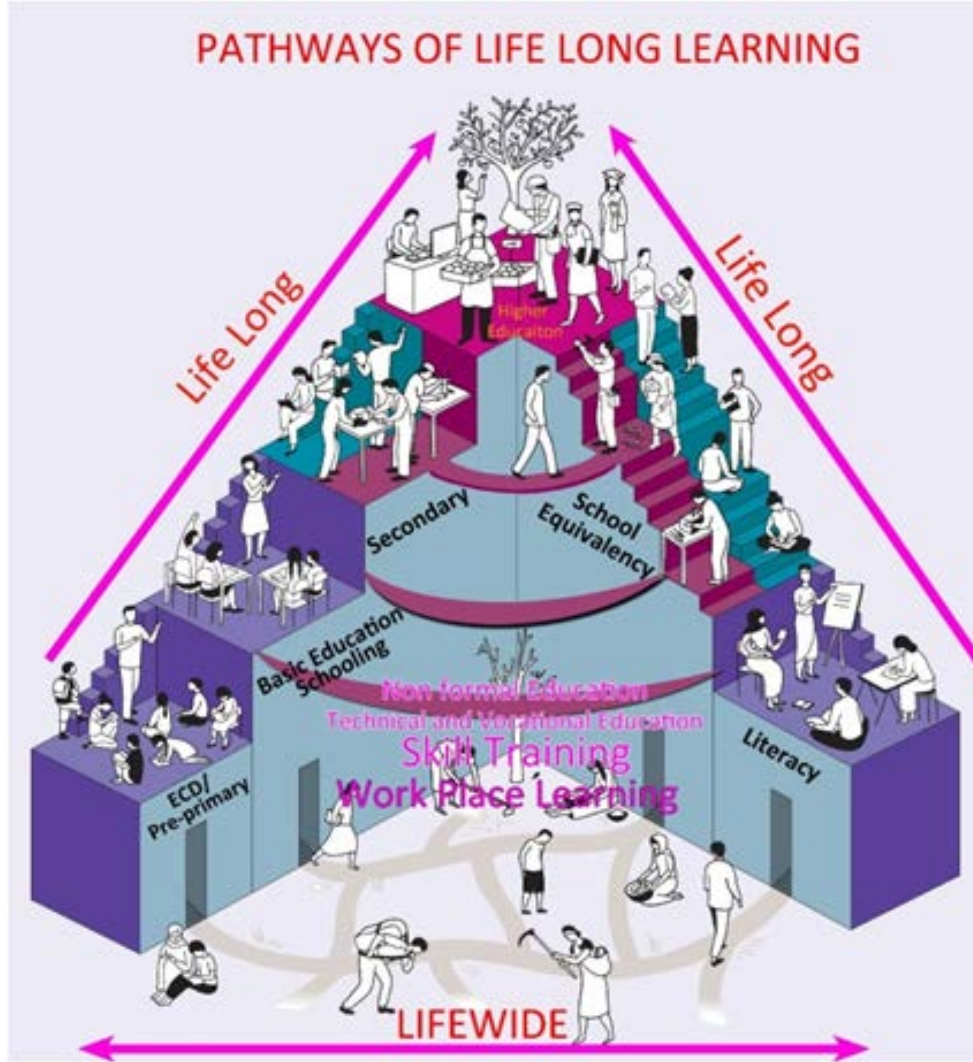 PATHWAYS OF LIFE LONG LEARNING
Life Long
Life Long
Higher
Educaiton
Secondary
School
Equivalency
Basic Education
Schooling
Non formal Education
Technical and Vocational Education
Skill Training
Work Place Learning
ECD/
Pre-primary
Literacy
LIFEWIDE